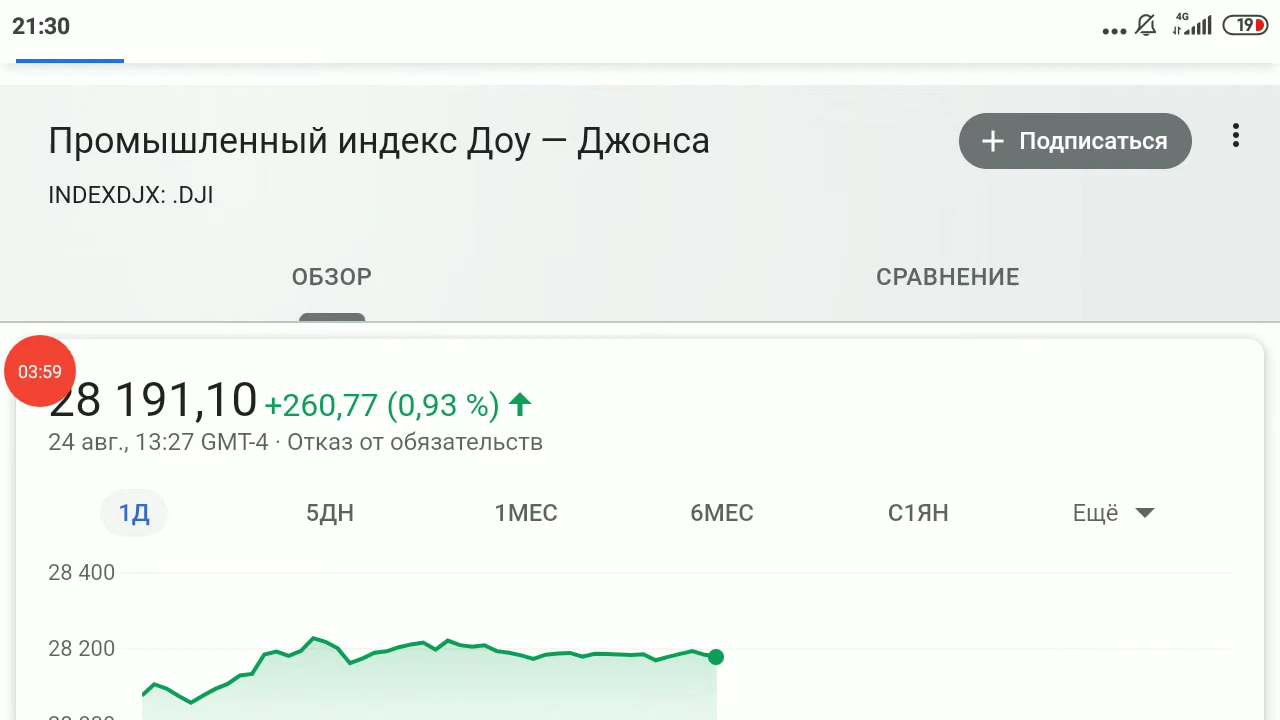 21:30
4G
19
Промышленный индекс Доу — Джонса
+ Подписаться
INDEXDJX: .DJI
ОБЗОР
СРАВНЕНИЕ
03:59
28 191,10 +260,77 (0,93 %)
24 авг., 13:27 GMT-4 · Отказ от обязательств
1Д
5ДН
1МЕС
6МЕС
С1ЯН
Ещё
28 400
28 200